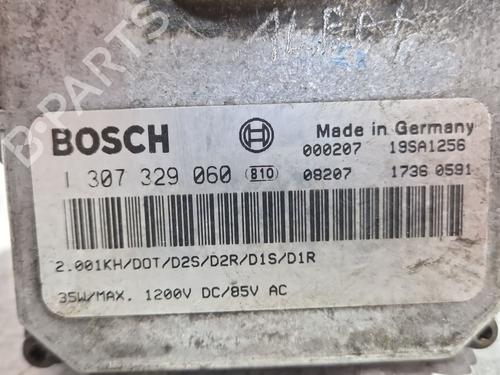 B-PARTS
BOSCH
Made in Germany
000207 19SA1256
1 307 329 060 B10 08207 1736 0591
2.001KH/DOT/D2S/D2R/D1S/D1R
35W/MAX. 1200V DC/85V AC